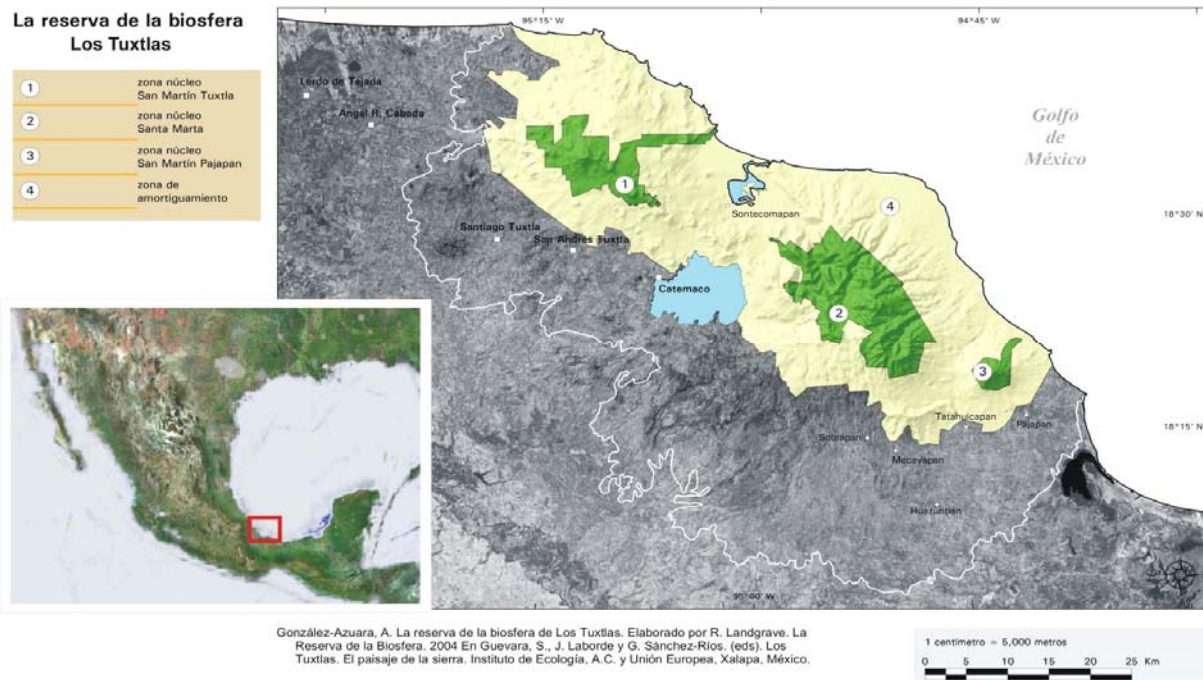 La reserva de la biosfera
Los Tuxtlas
1 zona núcleo
San Martín Tuxtla
2 zona núcleo
Santa Marta
3 zona núcleo
San Martín Pajapan
4 zona de
amortiguamiento
95°15' W
94°45' W
Lerdo de Tejada
Angel R. Cabada
Golfo
de
México
1
4
Sontecomapan
18°30' N
Santiago Tuxtla
San Andrés Tuxtla
Catemaco
2
3
Tatahuicapan
Pajapan
18°15' N
Soteapan
Mecayapan
Huazuntlan
95°00' W
González-Azuara, A. La reserva de la biosfera de Los Tuxtlas. Elaborado por R. Landgrave. La
Reserva de la Biosfera. 2004 En Guevara, S., J. Laborde y G. Sánchez-Ríos. (eds). Los
Tuxtlas. El paisaje de la sierra. Instituto de Ecología, A.C. y Unión Europea, Xalapa, México.
1 centímetro = 5,000 metros
0 5 10 15 20 25 Km